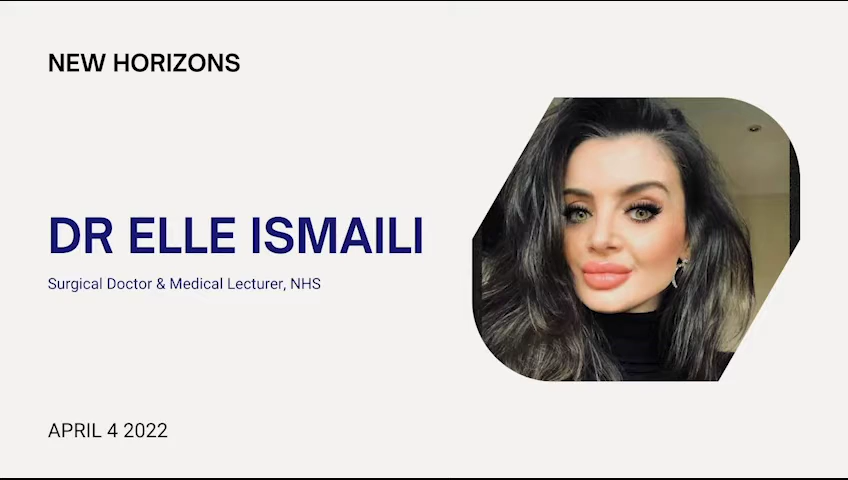 NEW HORIZONS
DR ELLE ISMAILI
Surgical Doctor & Medical Lecturer, NHS
APRIL 4 2022